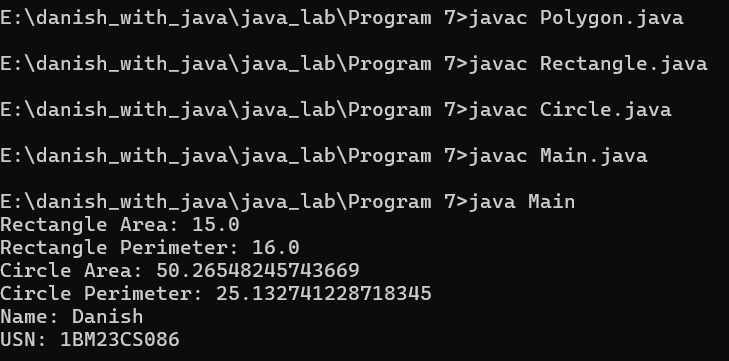 E:\danish_with_java\java_lab\Program 7>javac Polygon.java
E:\danish_with_java\java_lab\Program 7>javac Rectangle.java
E:\danish_with_java\java_lab\Program 7>javac Circle.java
E:\danish_with_java\java_lab\Program 7>javac Main.java
E:\danish_with_java\java_lab\Program 7>java Main
Rectangle Area: 15.0
Rectangle Perimeter: 16.0
Circle Area: 50.26548245743669
Circle Perimeter: 25.132741228718345
Name: Danish
USN: 1BM23CS086